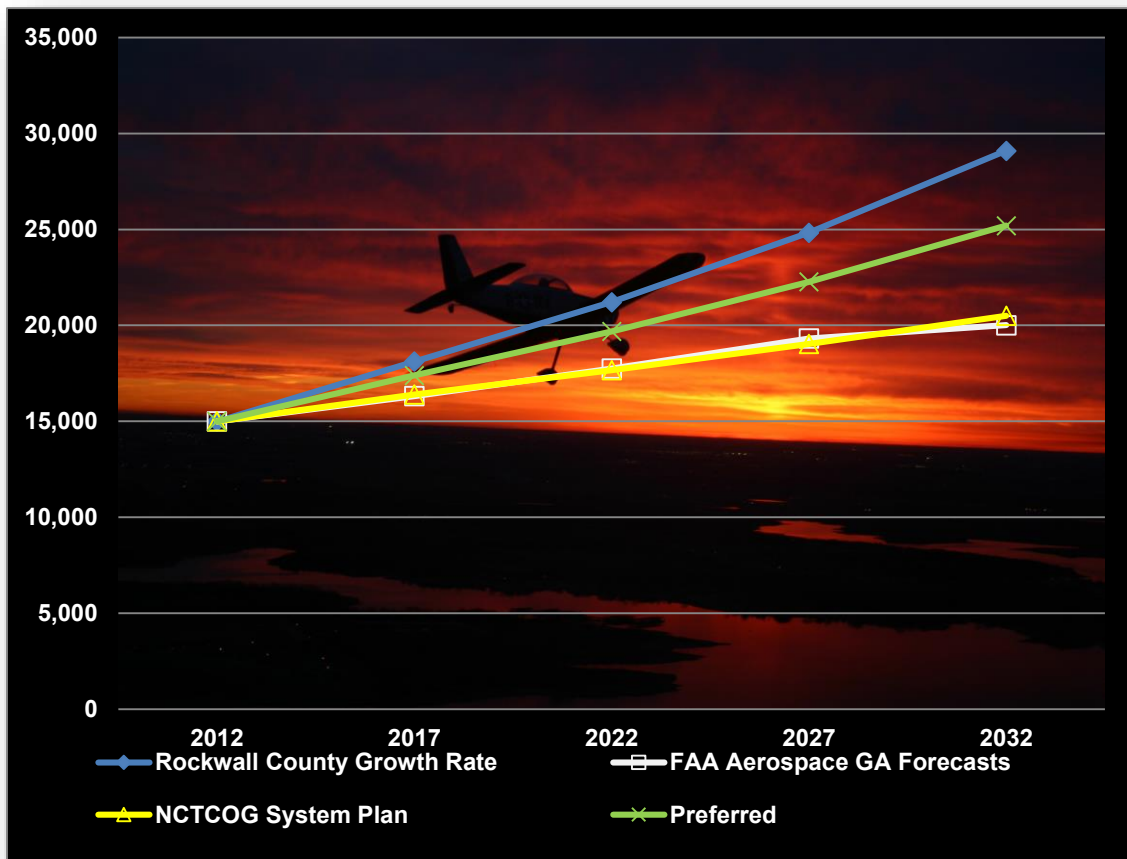 35,000
30,000
25,000
20,000
15,000
10,000
5,000
0
2012 2017 2022 2027 2032
Rockwall County Growth Rate FAA Aerospace GA Forecasts
NCTCOG System Plan Preferred